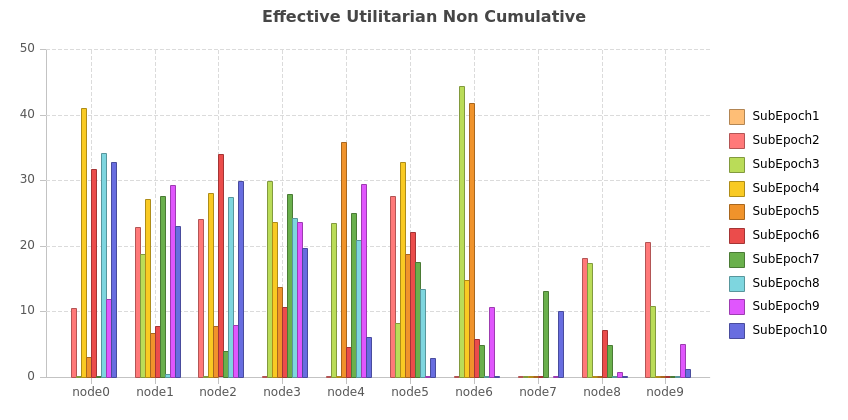 Effective Utilitarian Non Cumulative
50
40
30
20
10
0
node0 node1 node2 node3 node4 node5 node6 node7 node8 node9
SubEpoch1
SubEpoch2
SubEpoch3
SubEpoch4
SubEpoch5
SubEpoch6
SubEpoch7
SubEpoch8
SubEpoch9
SubEpoch10